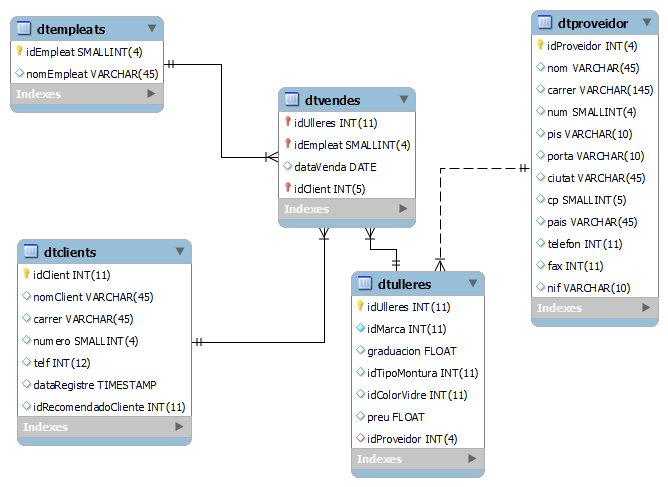 dtempleats
idEmpleat SMALLINT(4)
nomEmpleat VARCHAR(45)
Indexes
dtvendes
idUlleres INT(11)
idEmpleat SMALLINT(4)
dataVenda DATE
idClient INT(5)
Indexes
dtproveidor
idProveidor INT(4)
nom VARCHAR(45)
carrer VARCHAR(145)
num SMALLINT(4)
pis VARCHAR(10)
porta VARCHAR(10)
ciutat VARCHAR(45)
cp SMALLINT(5)
pais VARCHAR(45)
telefon INT(11)
fax INT(11)
nif VARCHAR(10)
Indexes
dtclients
idClient INT(11)
nomClient VARCHAR(45)
carrer VARCHAR(45)
numero SMALLINT(4)
telf INT(12)
dataRegistre TIMESTAMP
idRecomendadoCliente INT(11)
Indexes
dtulleres
idUlleres INT(11)
idMarca INT(11)
graduacion FLOAT
idTipoMontura INT(11)
idColorVidre INT(11)
preu FLOAT
idProveidor INT(4)
Indexes